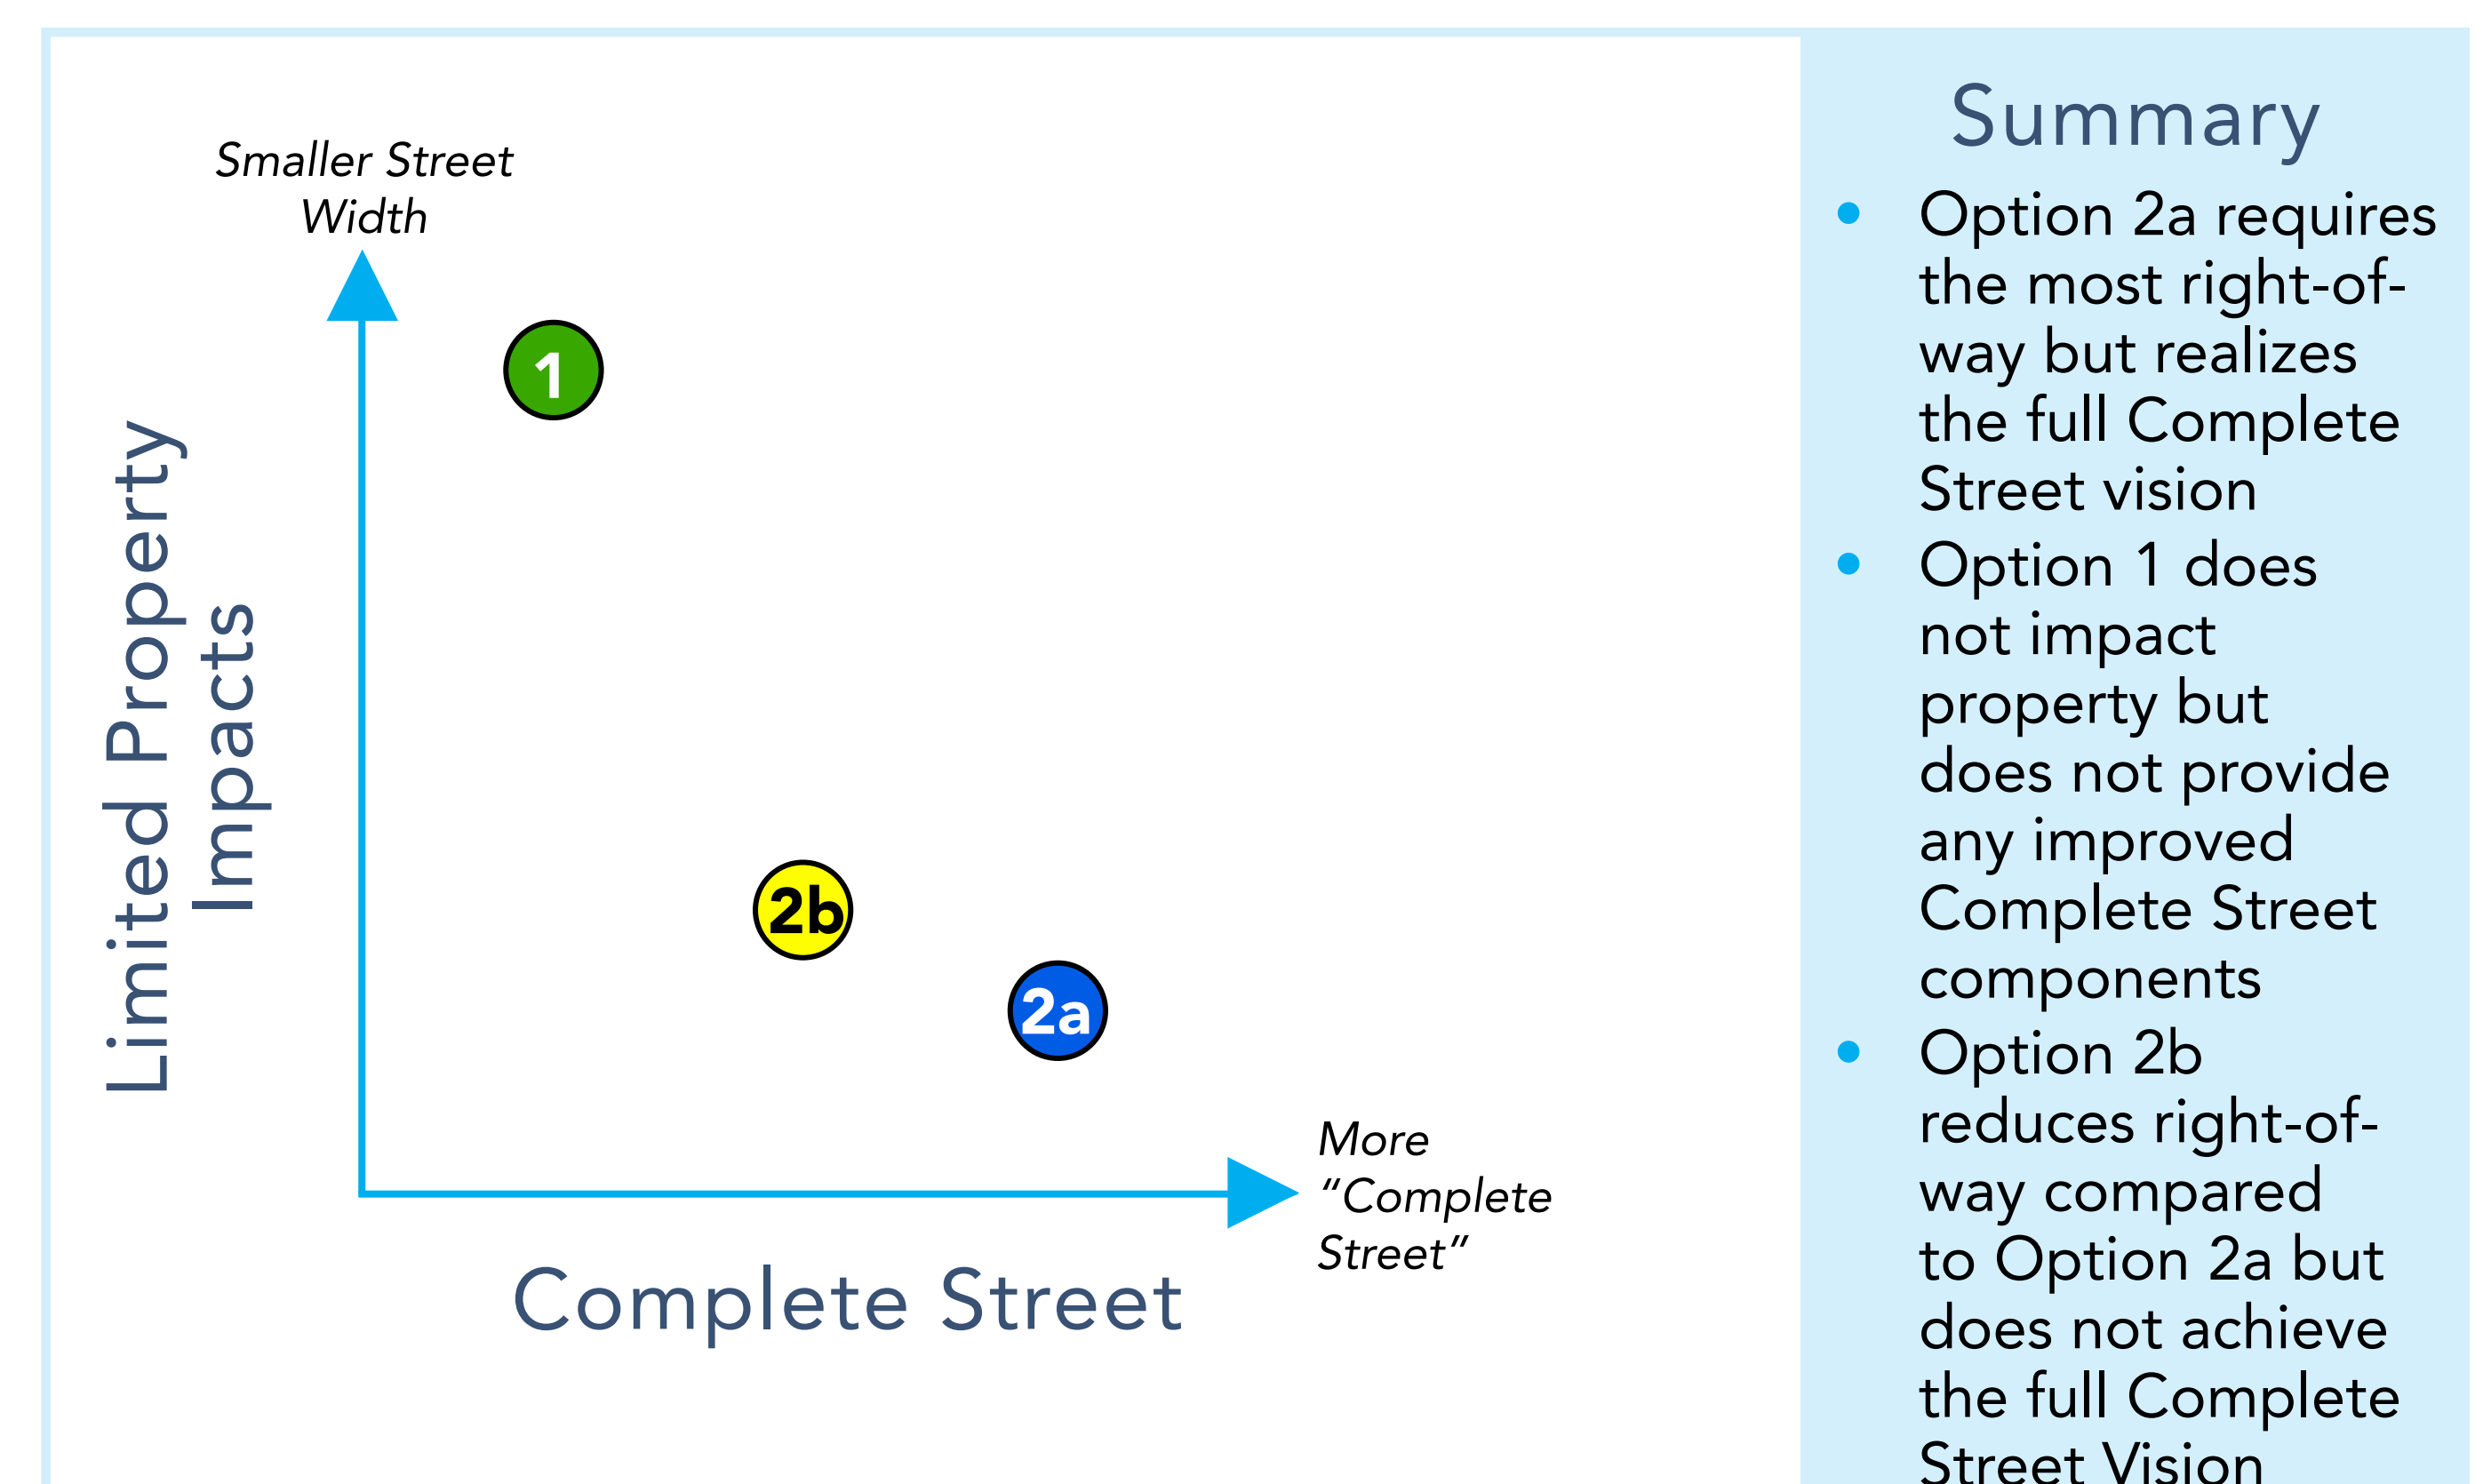 Smaller Street
Width
Limited Property
Impacts
1
2b
2a
More
“Complete
Street”
Complete Street
Summary
• Option 2a requires
the most right-of-
way but realizes
the full Complete
Street vision
• Option 1 does
not impact
property but
does not provide
any improved
Complete Street
components
• Option 2b
reduces right-of-
way compared
to Option 2a but
does not achieve
the full Complete
Street Vision